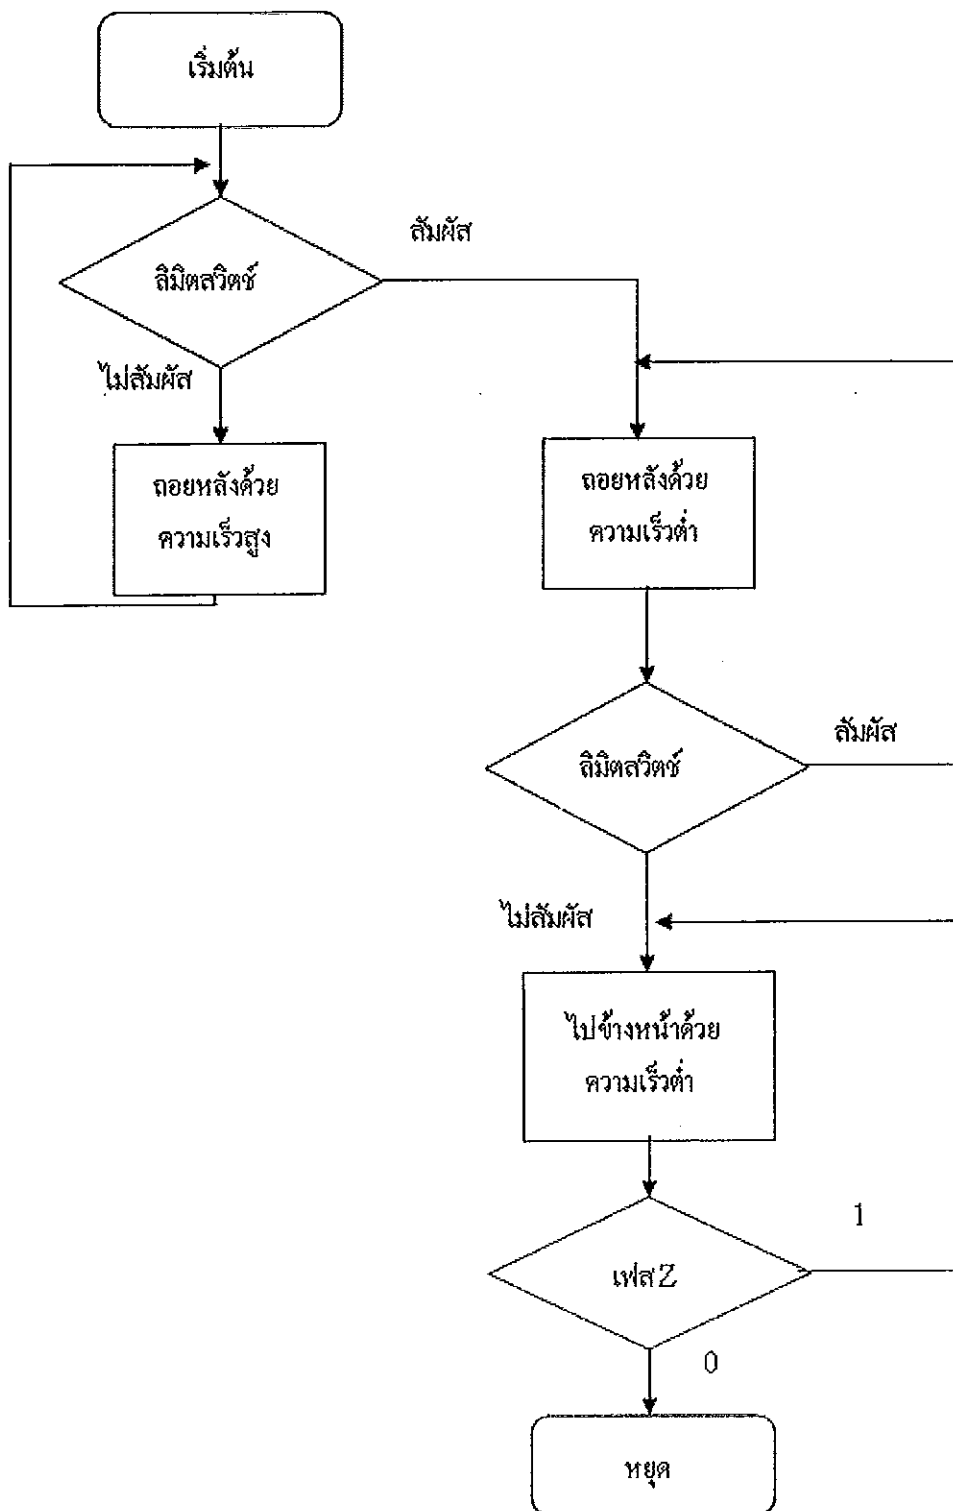 เริ่มต้น
ลิมิตสวิตช์
สัมผัส
ไม่สัมผัส
ถอยหลังด้วย
ความเร็วสูง
ถอยหลังด้วย
ความเร็วต่ำ
ลิมิตสวิตช์
สัมผัส
ไม่สัมผัส
ไปข้างหน้าด้วย
ความเร็วต่ำ
เฟสZ
1
0
หยุด